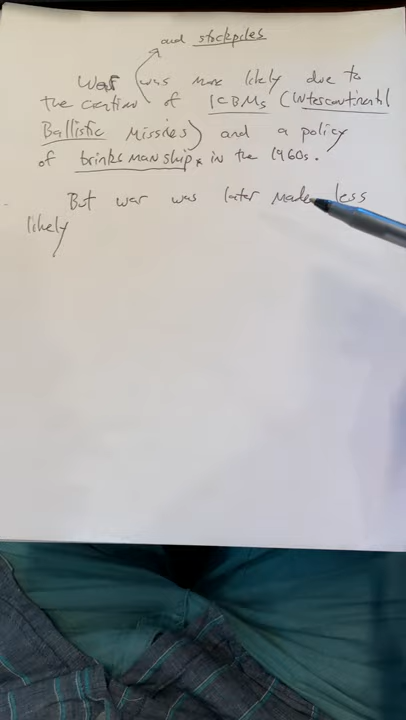 and stockpiles
War was more likely due to
the creation of ICBMs (Intescontinental
Ballistic Missiles) and a policy
of brinksmanship in the 1960s.
But war was later made less
likely